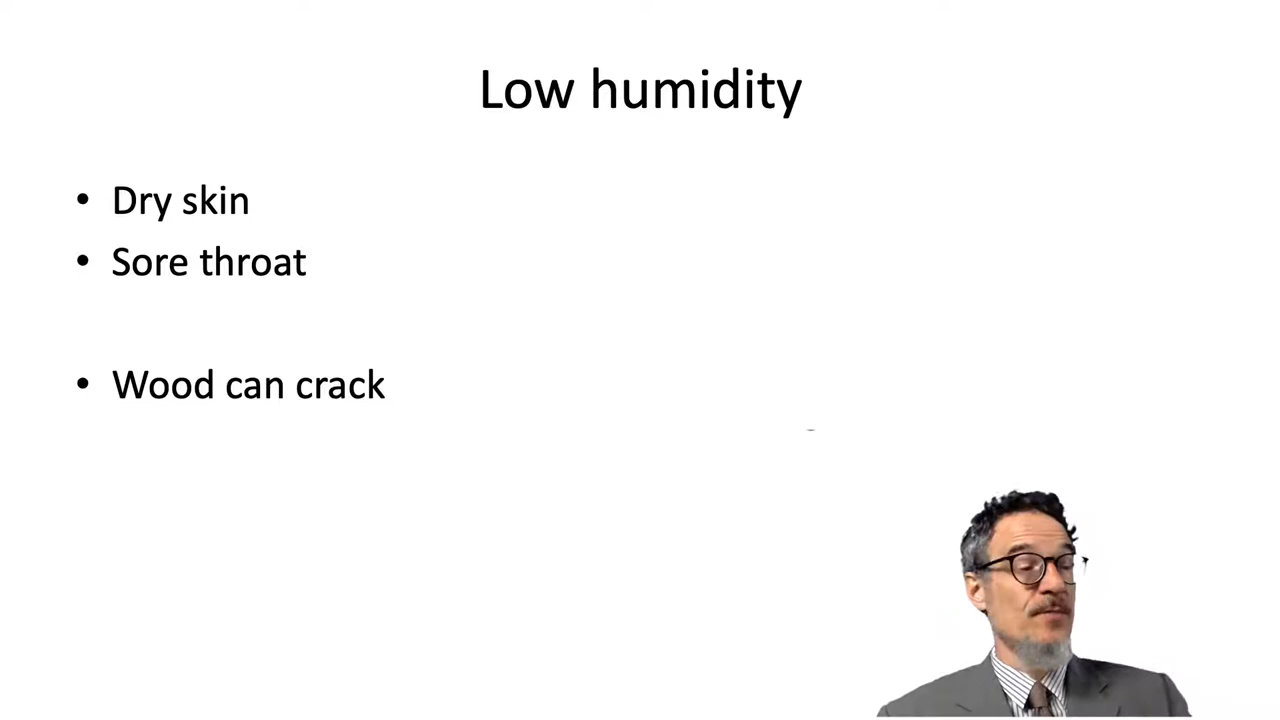 Low humidity
• Dry skin
• Sore throat
• Wood can crack